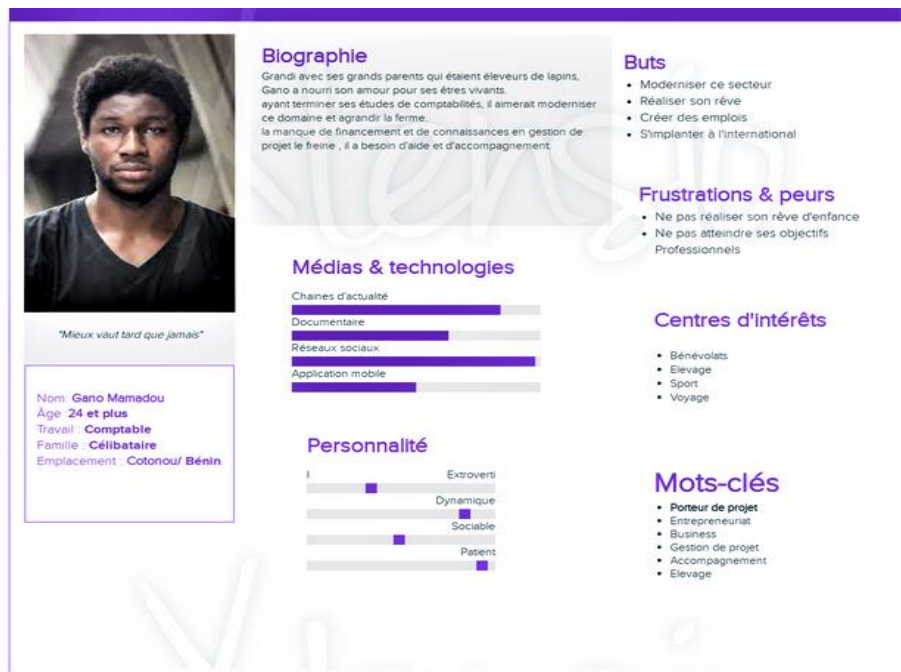 "Mieux vaut tard que jamais"
Nom: Gano Mamadou
Âge :24 et plus
Travail : Comptable
Famille : Célibataire
Emplacement : Cotonou/ Bénin
Biographie
Grandi avec ses grands parents qui étaient éleveurs de lapins,
Gano a nourri son amour pour ses êtres vivants.
ayant terminer ses études de comptabilités, il aimerait moderniser
ce domaine et agrandir la ferme.
la manque de financement et de connaissances en gestion de
projet le freine , il a besoin d'aide et d'accompagnement.
Médias & technologies
Chaines d'actualité
Documentaire
Réseaux sociaux
Application mobile
Personnalité
I Extroverti
Dynamique
Sociable
Patient
Buts
• Moderniser ce secteur
• Réaliser son rêve
• Créer des emplois
• S'implanter à l'international
Frustrations & peurs
• Ne pas réaliser son rêve d'enfance
• Ne pas atteindre ses objectifs
Professionnels
Centres d'intérêts
• Bénévolats
• Elevage
• Sport
• Voyage
Mots-clés
• Porteur de projet
• Entrepreneuriat
• Business
• Gestion de projet
• Accompagnement
• Elevage